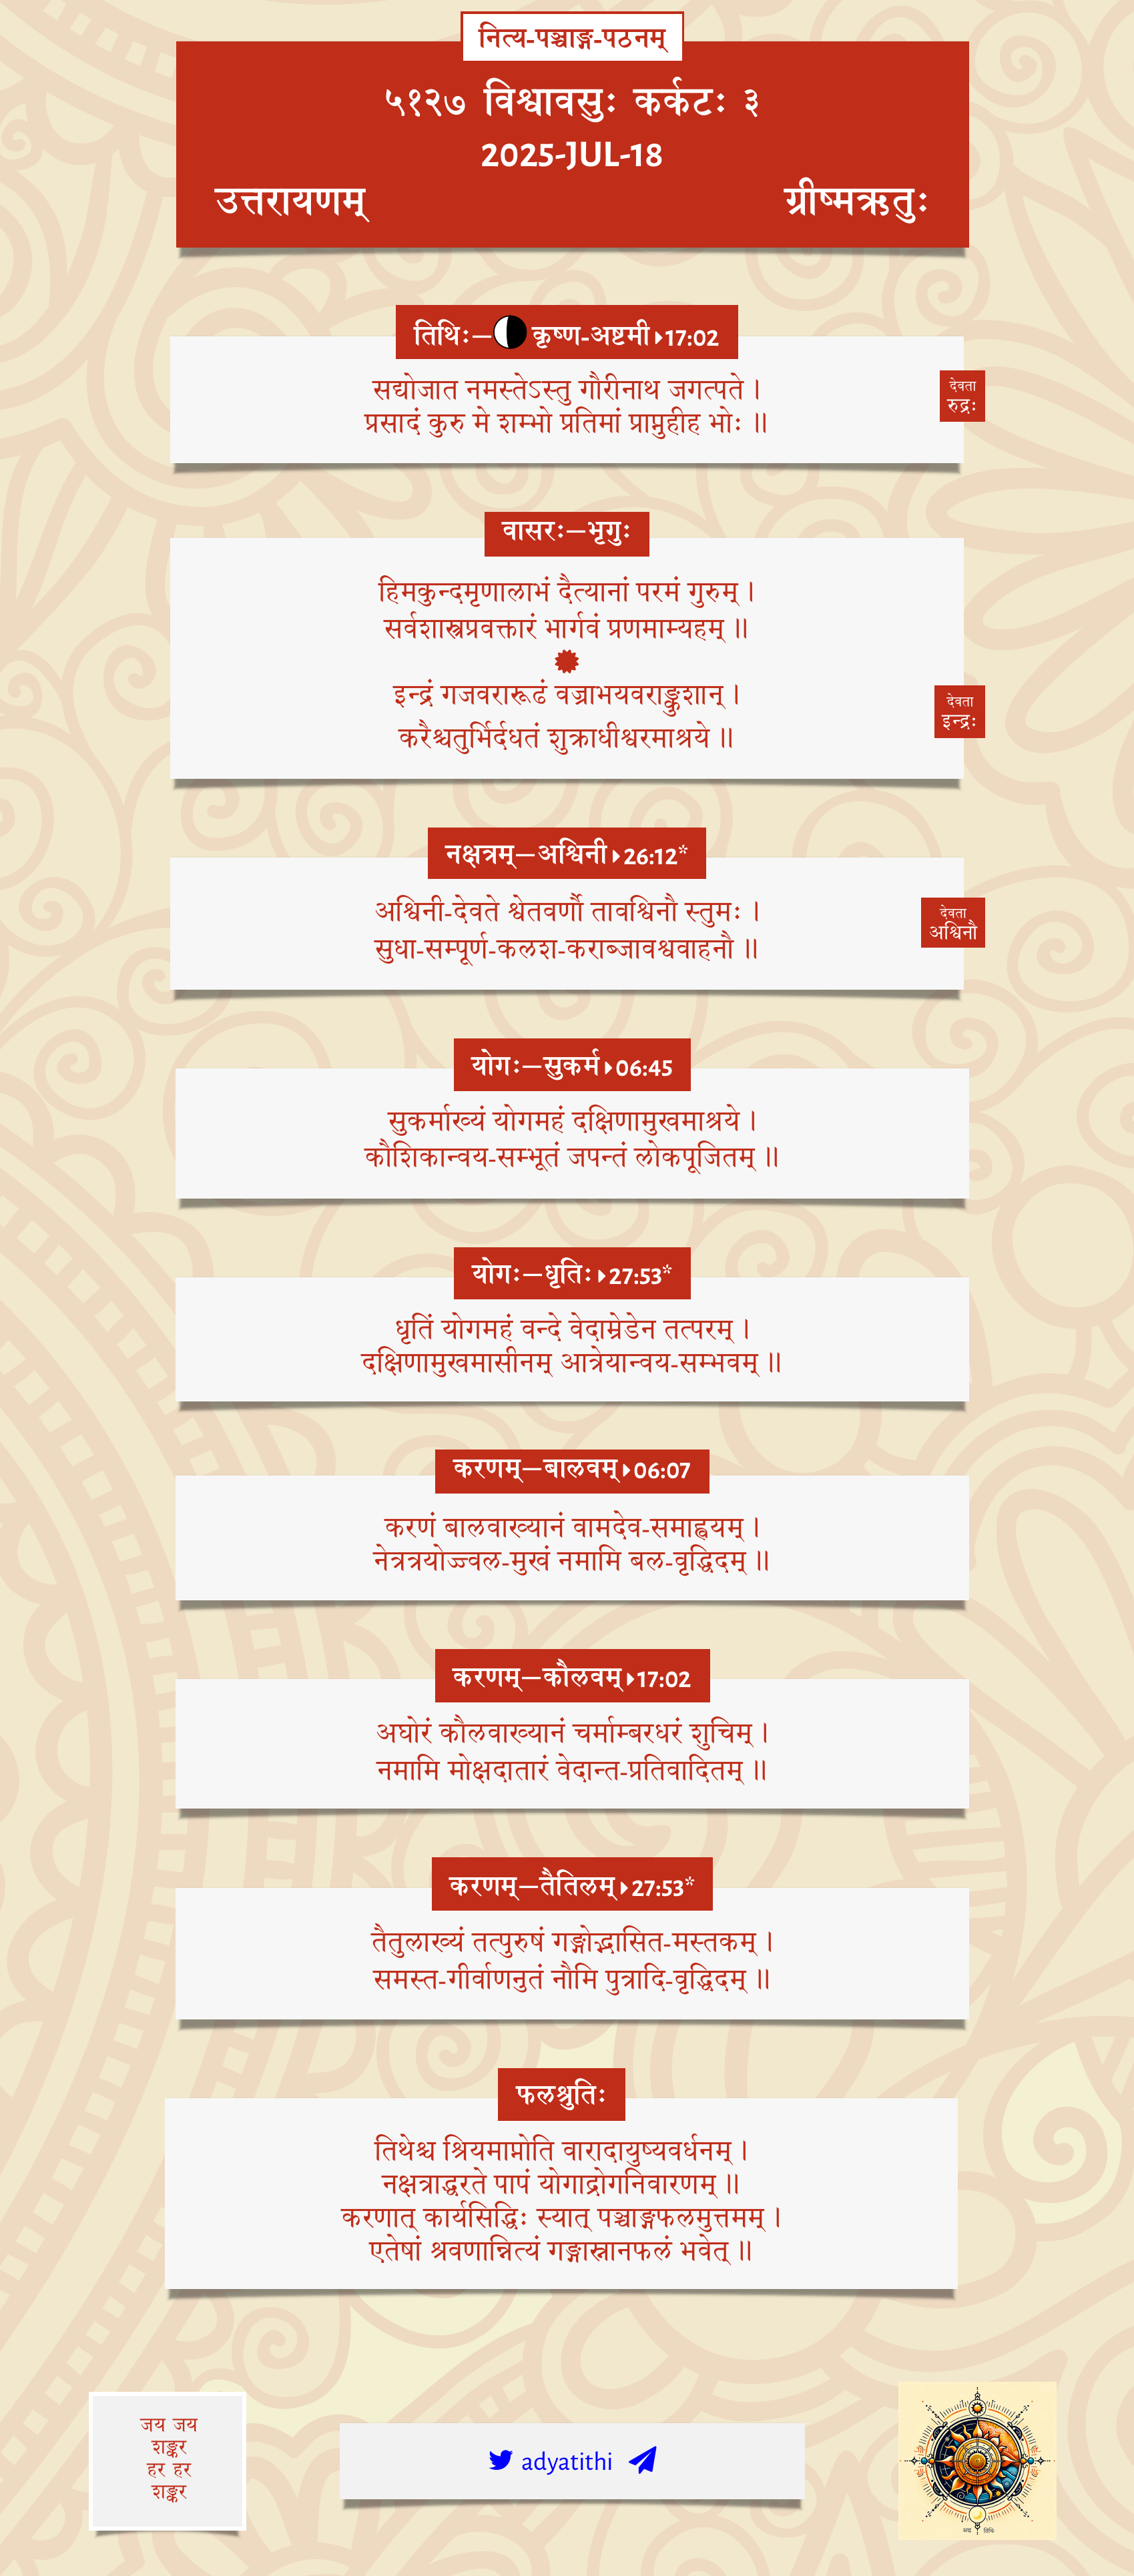 नित्य-पञ्चाङ्ग-पठनम्
५१२७ विश्वावसुः कर्कटः ३
2025-JUL-18
उत्तरायणम् ग्रीष्मऋतुः
तिथिः—कृष्ण-अष्टमी 17:02
सद्योजात नमस्तेऽस्तु गौरीनाथ जगत्पते ।
प्रसादं कुरु मे शम्भो प्रतिमां प्राप्नुहीह भोः ॥
देवता
रुद्रः
वासरः—भृगुः
हिमकुन्दमृणालाभं दैत्यानां परमं गुरुम् ।
सर्वशास्त्रप्रवक्तारं भार्गवं प्रणमाम्यहम् ॥
इन्द्रं गजवरारूढं वज्राभयवराङ्कुशान् ।
करैश्चतुर्भिर्दधतं शुक्राधीश्वरमाश्रये ॥
देवता
इन्द्रः
नक्षत्रम्—अश्विनी 26:12*
अश्विनी-देवते श्वेतवर्णौ तावश्विनौ स्तुमः ।
सुधा-सम्पूर्ण-कलश-कराब्जावश्ववाहनौ ॥
देवता
अश्विनौ
योगः—सुकर्म 06:45
सुकर्माख्यं योगमहं दक्षिणामुखमाश्रये ।
कौशिकान्वय-सम्भूतं जपन्तं लोकपूजितम् ॥
योगः—धृतिः 27:53*
धृतिं योगमहं वन्दे वेदाम्रेडेन तत्परम् ।
दक्षिणामुखमासीनम् आत्रेयान्वय-सम्भवम् ॥
करणम्—बालवम् 06:07
करणं बालवाख्यानं वामदेव-समाह्वयम् ।
नेत्रत्रयोज्ज्वल-मुखं नमामि बल-वृद्धिदम् ॥
करणम्—कौलवम् 17:02
अघोरं कौलवाख्यानं चर्माम्बरधरं शुचिम् ।
नमामि मोक्षदातारं वेदान्त-प्रतिवादितम् ॥
करणम्—तैतिलम् 27:53*
तैतुलाख्यं तत्पुरुषं गङ्गोद्भासित-मस्तकम् ।
समस्त-गीर्वाणनुतं नौमि पुत्रादि-वृद्धिदम् ॥
फलश्रुतिः
तिथेश्च श्रियमाप्नोति वारादायुष्यवर्धनम् ।
नक्षत्राद्धरते पापं योगाद्रोगनिवारणम् ॥
करणात् कार्यसिद्धिः स्यात् पञ्चाङ्गफलमुत्तमम् ।
एतेषां श्रवणान्नित्यं गङ्गास्नानफलं भवेत् ॥
जय जय
शङ्कर
हर हर
शङ्कर
adyatithi
अद्य तिथिः